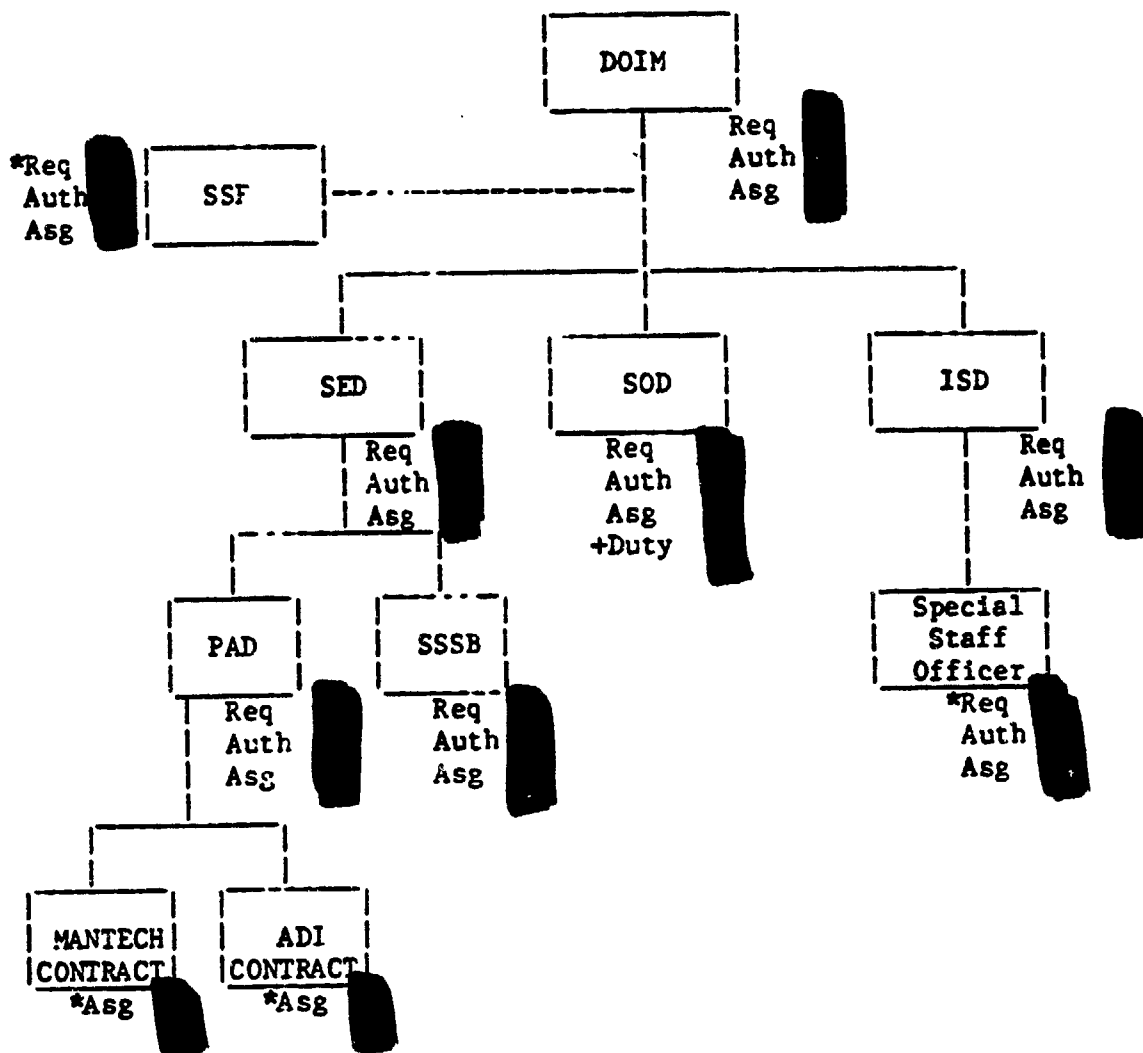 DOIM
Req
Auth
Asg
*Req
Auth
Asg
SSF
SED
SOD
ISD
Req
Auth
Asg
Req
Auth
Asg
+Duty
Req
Auth
Asg
PAD
SSSB
Special
Staff
Officer
Req
Auth
Asg
Req
Auth
Asg
*Req
Auth
Asg
MANTECH
CONTRACT
ADI
CONTRACT
*Asg
*Asg